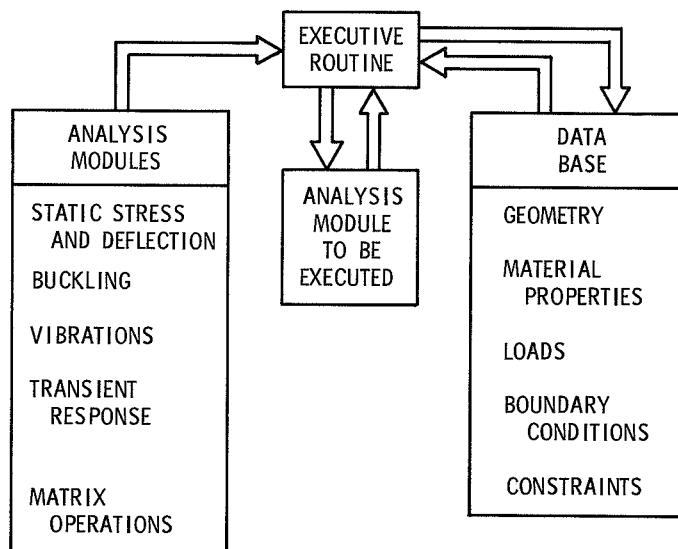 EXECUTIVE
ROUTINE
ANALYSIS
MODULES
STATIC STRESS
AND DEFLECTION
BUCKLING
VIBRATIONS
TRANSIENT
RESPONSE
MATRIX
OPERATIONS
ANALYSIS
MODULE
TO BE
EXECUTED
DATA
BASE
GEOMETRY
MATERIAL
PROPERTIES
LOADS
BOUNDARY
CONDITIONS
CONSTRAINTS